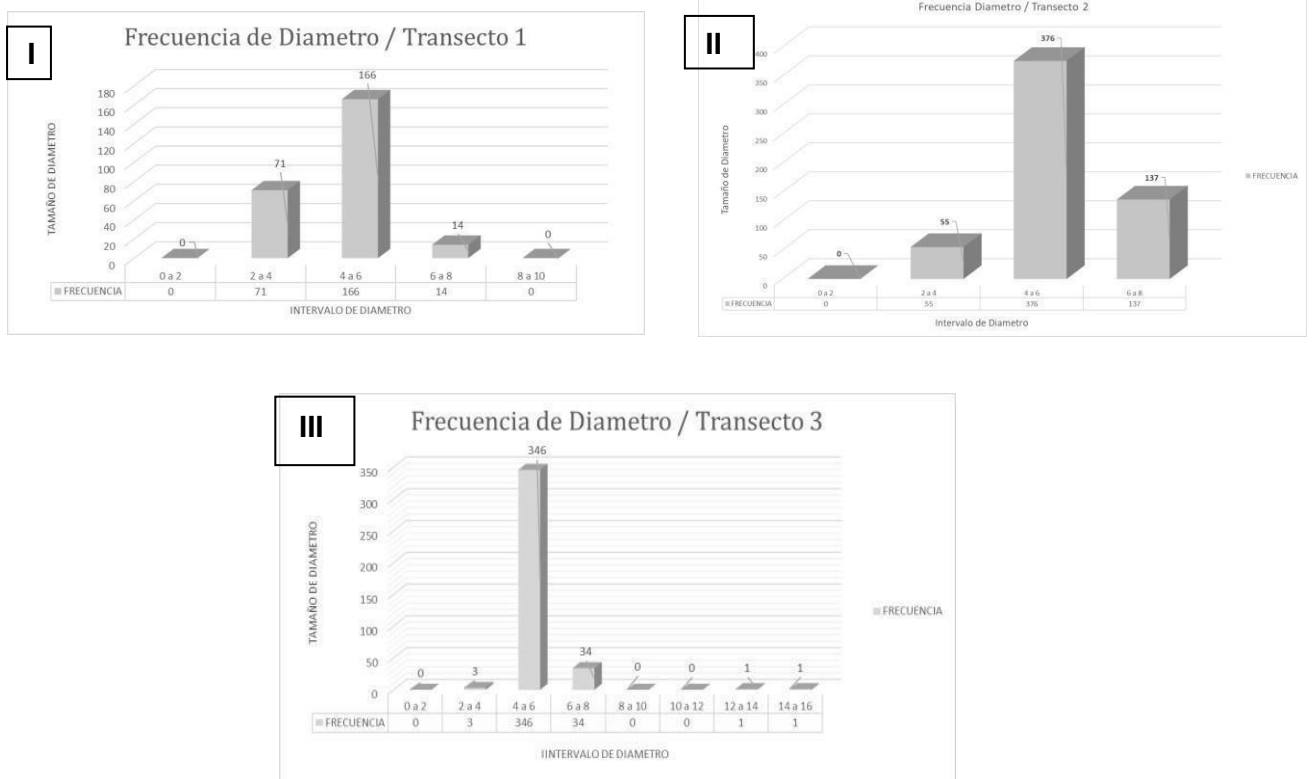 I
Frecuencia de Diametro / Transecto 1
TAMAÑO DE DIAMETRO
180
160
140
120
100
80
60
40
20
0
0
71
166
14
0
0 a 2 2 a 4 4 a 6 6 a 8 8 a 10
FRECUENCIA 0 71 166 14 0
INTERVALO DE DIAMETRO
II
Frecuencia Diametro / Transecto 2
Tamaño de Diametro
400
350
300
250
200
150
100
50
0
0
55
376
137
0 a 2 2 a 4 4 a 6 6 a 8
FRECUENCIA 0 55 376 137
Intervalo de Diametro
FRECUENCIA
III
Frecuencia de Diametro / Transecto 3
TAMAÑO DE DIAMETRO
350
300
250
200
150
100
50
0
0 3 346 34 0 0 1 1
0 a 2 2 a 4 4 a 6 6 a 8 8 a 10 10 a 12 12 a 14 14 a 16
FRECUENCIA 0 3 346 34 0 0 1 1
IINTERVALO DE DIAMETRO
FRECUENCIA